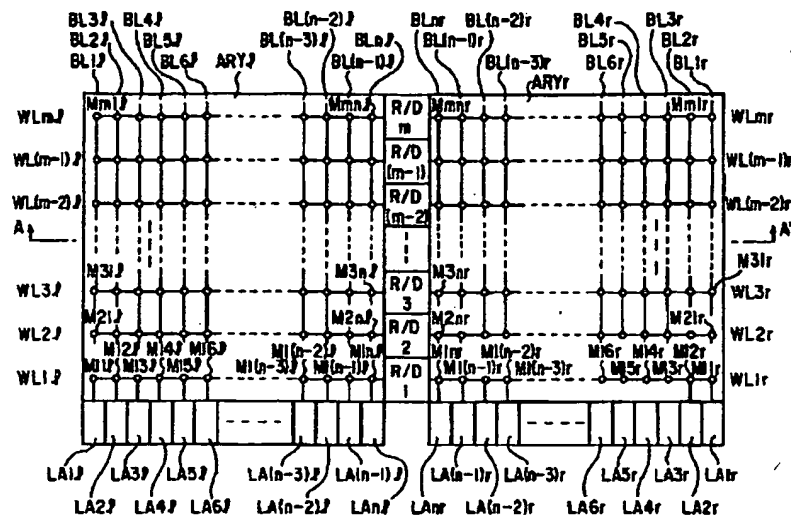 BL3ℓ BL4ℓ BL(n-2)ℓ BLnr BL(n-2)r BL4r BL3r
BL2ℓ BL5ℓ BL(n-3)ℓ BLnℓ BL(n-1)r BL5r BL2r
BL1ℓ BL6ℓ ARYℓ BL(n-1)ℓ BL(n-3)r ARYr BL6r BL1r
WLmℓ Mm1ℓ Mmnℓ R/D m Mmnr Mm1r WLmr
WL(m-1)ℓ R/D (m-1) WL(m-1)r
WL(m-2)ℓ R/D (m-2) WL(m-2)r
A A'
M31r
WL3ℓ M31ℓ M3nℓ R/D 3 M3nr WL3r
WL2ℓ M21ℓ M2nℓ R/D 2 M2nr M21r WL2r
M12ℓ M14ℓ M16ℓ M1(n-2)ℓ M1nℓ M1nr M1(n-2)r M16r M14r M12r
WL1ℓ M11ℓ M13ℓ M15ℓ M1(n-3)ℓ M1(n-1)ℓ R/D 1 M1(n-1)r M1(n-3)r M15r M13r M11r WL1r
LA1ℓ LA3ℓ LA5ℓ LA(n-3)ℓ LA(n-1)ℓ LA(n-1)r LA(n-3)r LA5r LA3r LA1r
LA2ℓ LA4ℓ LA6ℓ LA(n-2)ℓ LAnℓ LAnr LA(n-2)r LA6r LA4r LA2r